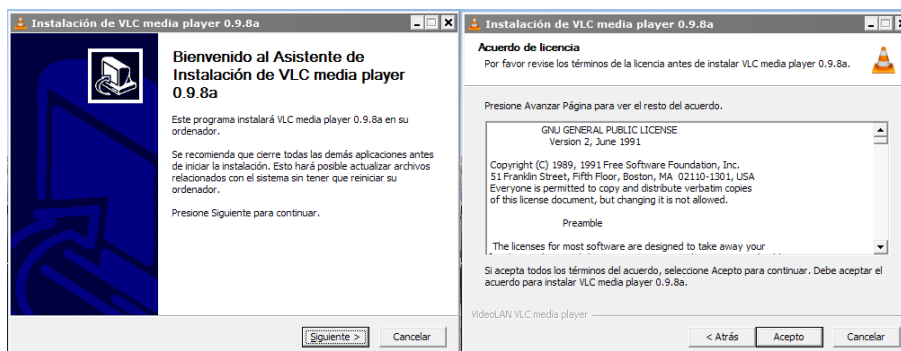 Instalación de VLC media player 0.9.8a
Bienvenido al Asistente de
Instalación de VLC media player
0.9.8a
Este programa instalará VLC media player 0.9.8a en su
ordenador.
Se recomienda que cierre todas las demás aplicaciones antes
de iniciar la instalación. Esto hará posible actualizar archivos
relacionados con el sistema sin tener que reiniciar su
ordenador.
Presione Siguiente para continuar.
Siguiente >
Cancelar
Instalación de VLC media player 0.9.8a
Acuerdo de licencia
Por favor revise los términos de la licencia antes de instalar VLC media player 0.9.8a.
Presione Avanzar Página para ver el resto del acuerdo.
GNU GENERAL PUBLIC LICENSE
Version 2, June 1991
Copyright (C) 1989, 1991 Free Software Foundation, Inc.
51 Franklin Street, Fifth Floor, Boston, MA 02110-1301, USA
Everyone is permitted to copy and distribute verbatim copies
of this license document, but changing it is not allowed.
Preamble
The licenses for most software are designed to take away your
Si acepta todos los términos del acuerdo, seleccione Acepto para continuar. Debe aceptar el
acuerdo para instalar VLC media player 0.9.8a.
VideoLAN VLC media player
< Atrás
Acepto
Cancelar